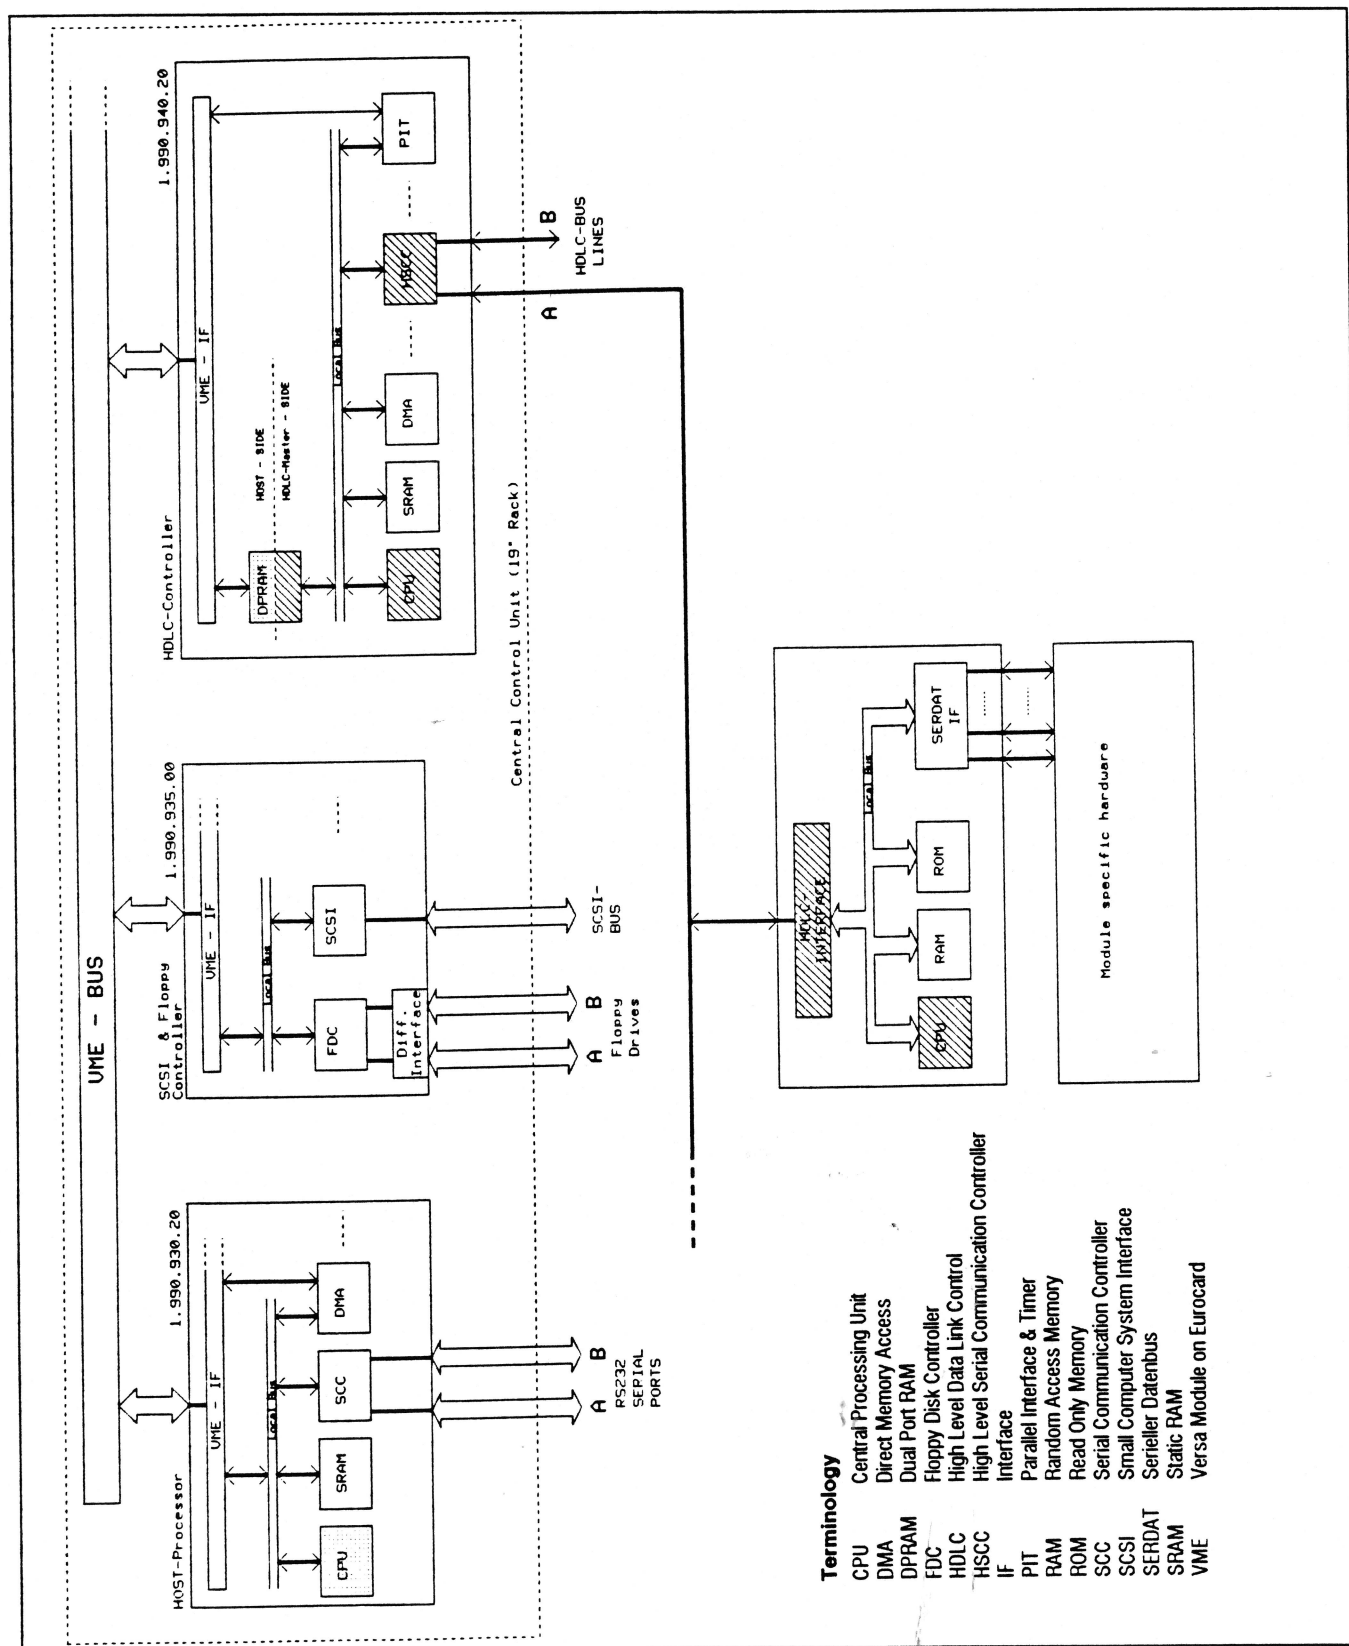 VME - BUS
HOST-Processor
1.990.930.20
VME - IF
Local Bus
CPU
SRAM
SCC
DMA
A
B
RS232
SERIAL
PORTS
SCSI & Floppy
Controller
1.990.935.00
VME - IF
Local Bus
FDC
SCSI
Diff.
Interface
A
B
Floppy
Drives
SCSI-
BUS
HDLC-Controller
1.990.940.20
VME - IF
DPRAM
HOST - SIDE
HDLC-Master - SIDE
Local Bus
CPU
SRAM
DMA
HSCC
PIT
A
B
HDLC-BUS
LINES
Central Control Unit (19" Rack)
HDLC-
INTERFACE
Local Bus
CPU
RAM
ROM
SERDAT
IF
Module specific hardware
Terminology
CPU Central Processing Unit
DMA Direct Memory Access
DPRAM Dual Port RAM
FDC Floppy Disk Controller
HDLC High Level Data Link Control
HSCC High Level Serial Communication Controller
IF Interface
PIT Parallel Interface & Timer
RAM Random Access Memory
ROM Read Only Memory
SCC Serial Communication Controller
SCSI Small Computer System Interface
SERDAT Serieller Datenbus
SRAM Static RAM
VME Versa Module on Eurocard